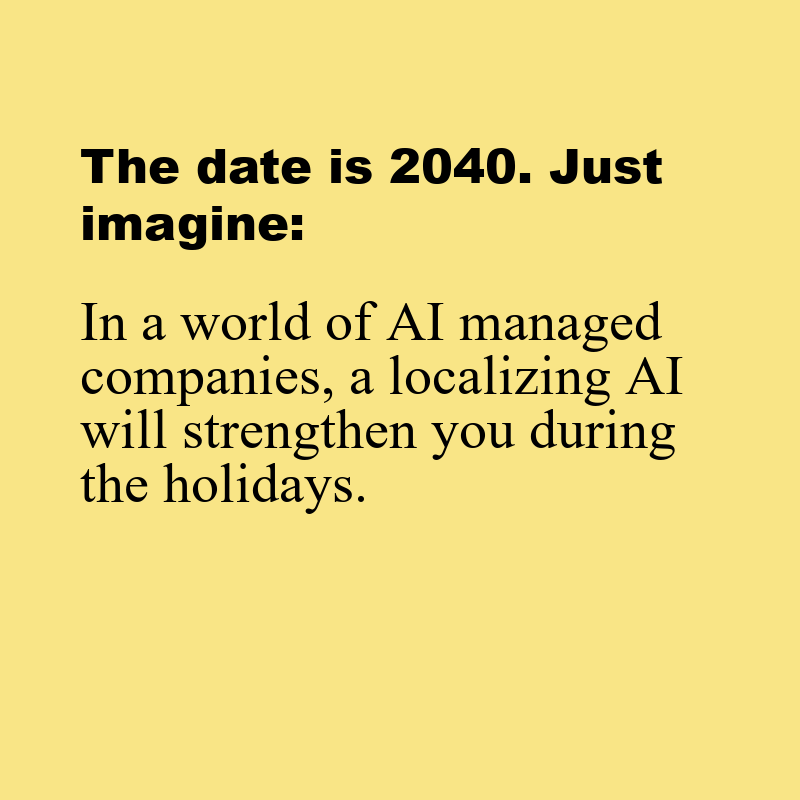 The date is 2040. Just
imagine:
In a world of AI managed
companies, a localizing AI
will strengthen you during
the holidays.